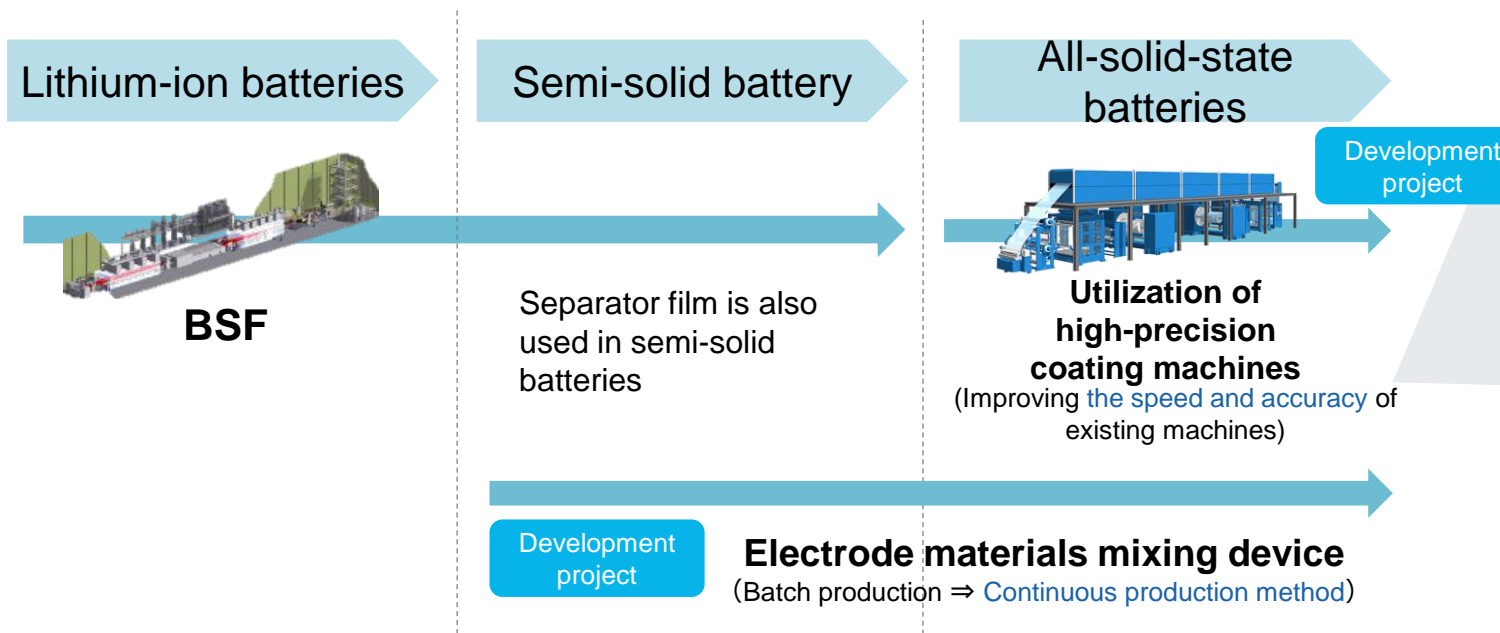 Lithium-ion batteries
Semi-solid battery
All-solid-state
batteries
Development
project
BSF
Separator film is also
used in semi-solid
batteries
Utilization of
high-precision
coating machines
(Improving the speed and accuracy of
existing machines)
Development
project
Electrode materials mixing device
（Batch production ⇒ Continuous production method）